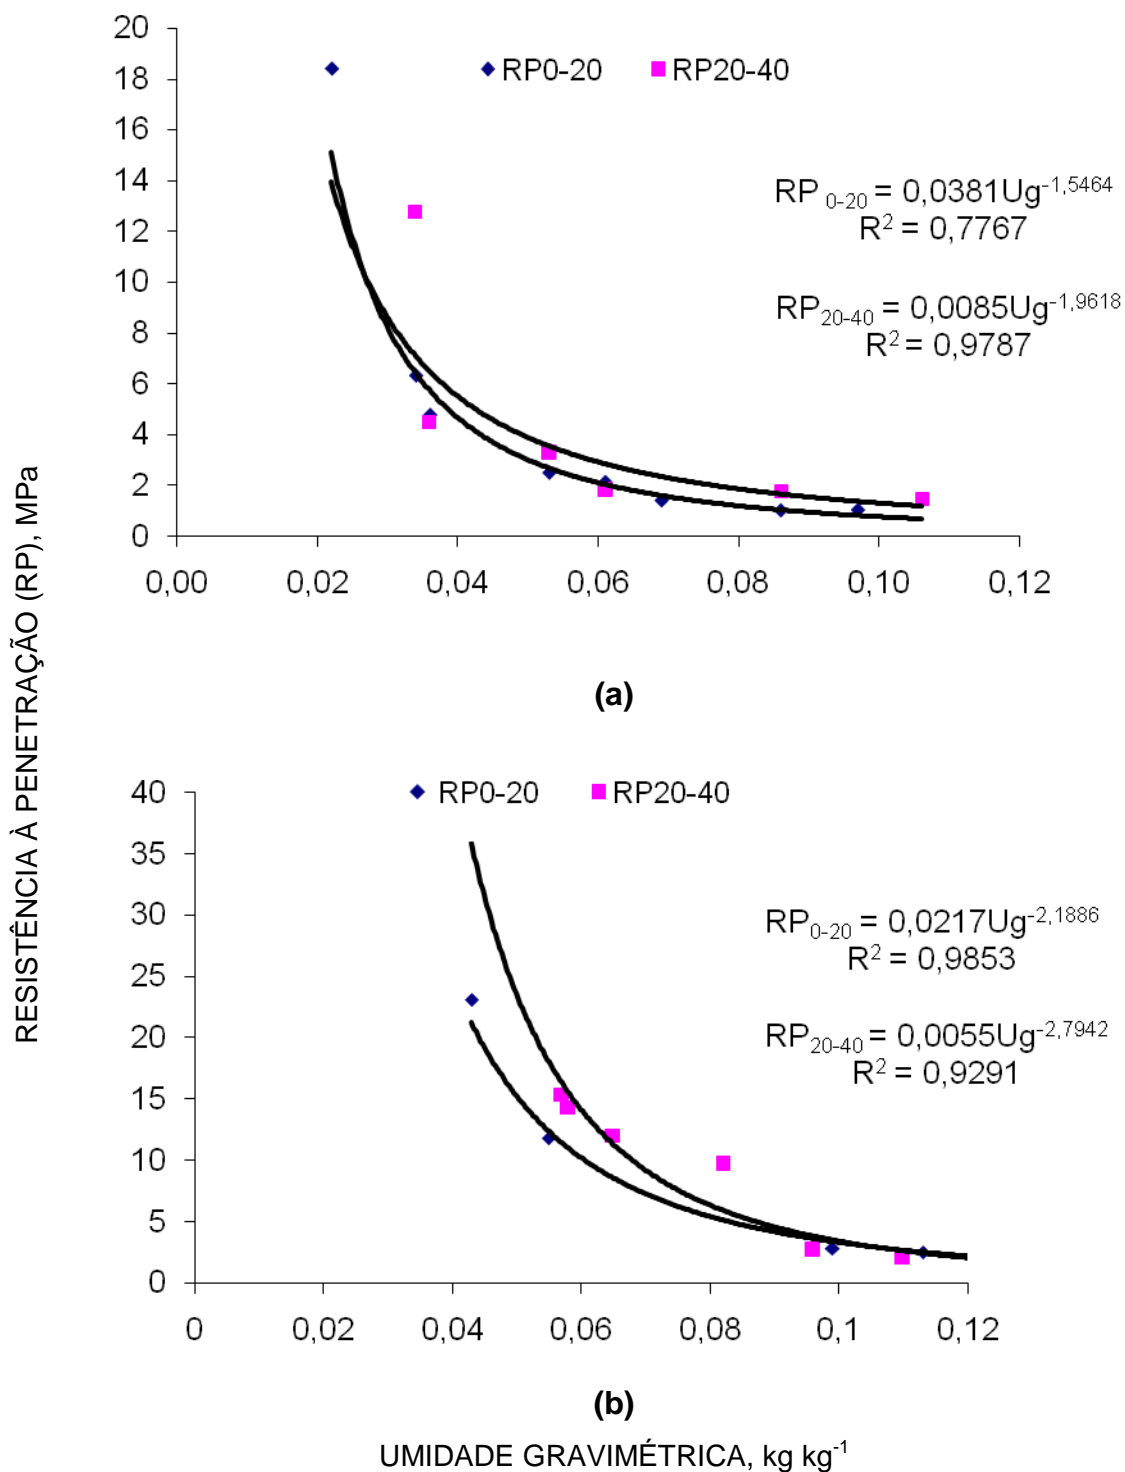 20
18
16
14
12
10
8
6
4
2
0
RP0-20 RP20-40
RP 0-20 = 0,0381Ug-1,5464
R2 = 0,7767
RP20-40 = 0,0085Ug-1,9618
R2 = 0,9787
0,00 0,02 0,04 0,06 0,08 0,10 0,12
(a)
RESISTÊNCIA À PENETRAÇÃO (RP), MPa
40
35
30
25
20
15
10
5
0
RP0-20 RP20-40
RP0-20 = 0,0217Ug-2,1886
R2 = 0,9853
RP20-40 = 0,0055Ug-2,7942
R2 = 0,9291
0 0,02 0,04 0,06 0,08 0,1 0,12
(b)
UMIDADE GRAVIMÉTRICA, kg kg-1